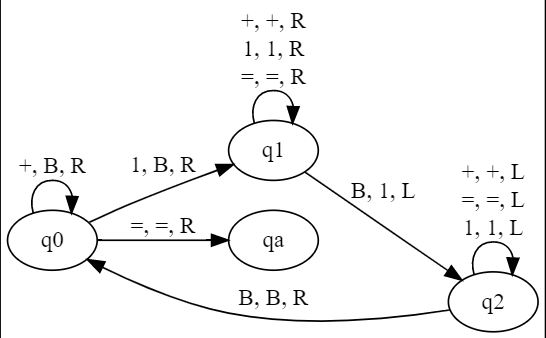 +, +, R
1, 1, R
=, =, R
q1
+, B, R
1, B, R
B, 1, L
+, +, L
=, =, L
1, 1, L
=, =, R
q0
qa
q2
B, B, R